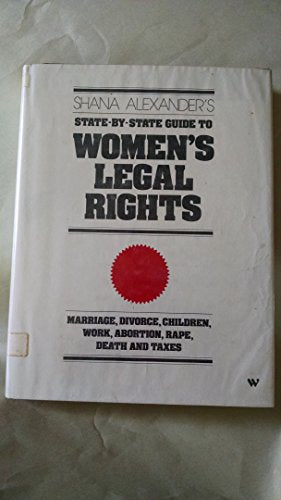 SHANA ALEXANDER'S
STATE-BY-STATE GUIDE TO
WOMEN'S
LEGAL
RIGHTS
MARRIAGE, DIVORCE, CHILDREN,
WORK, ABORTION, RAPE,
DEATH AND TAXES
W